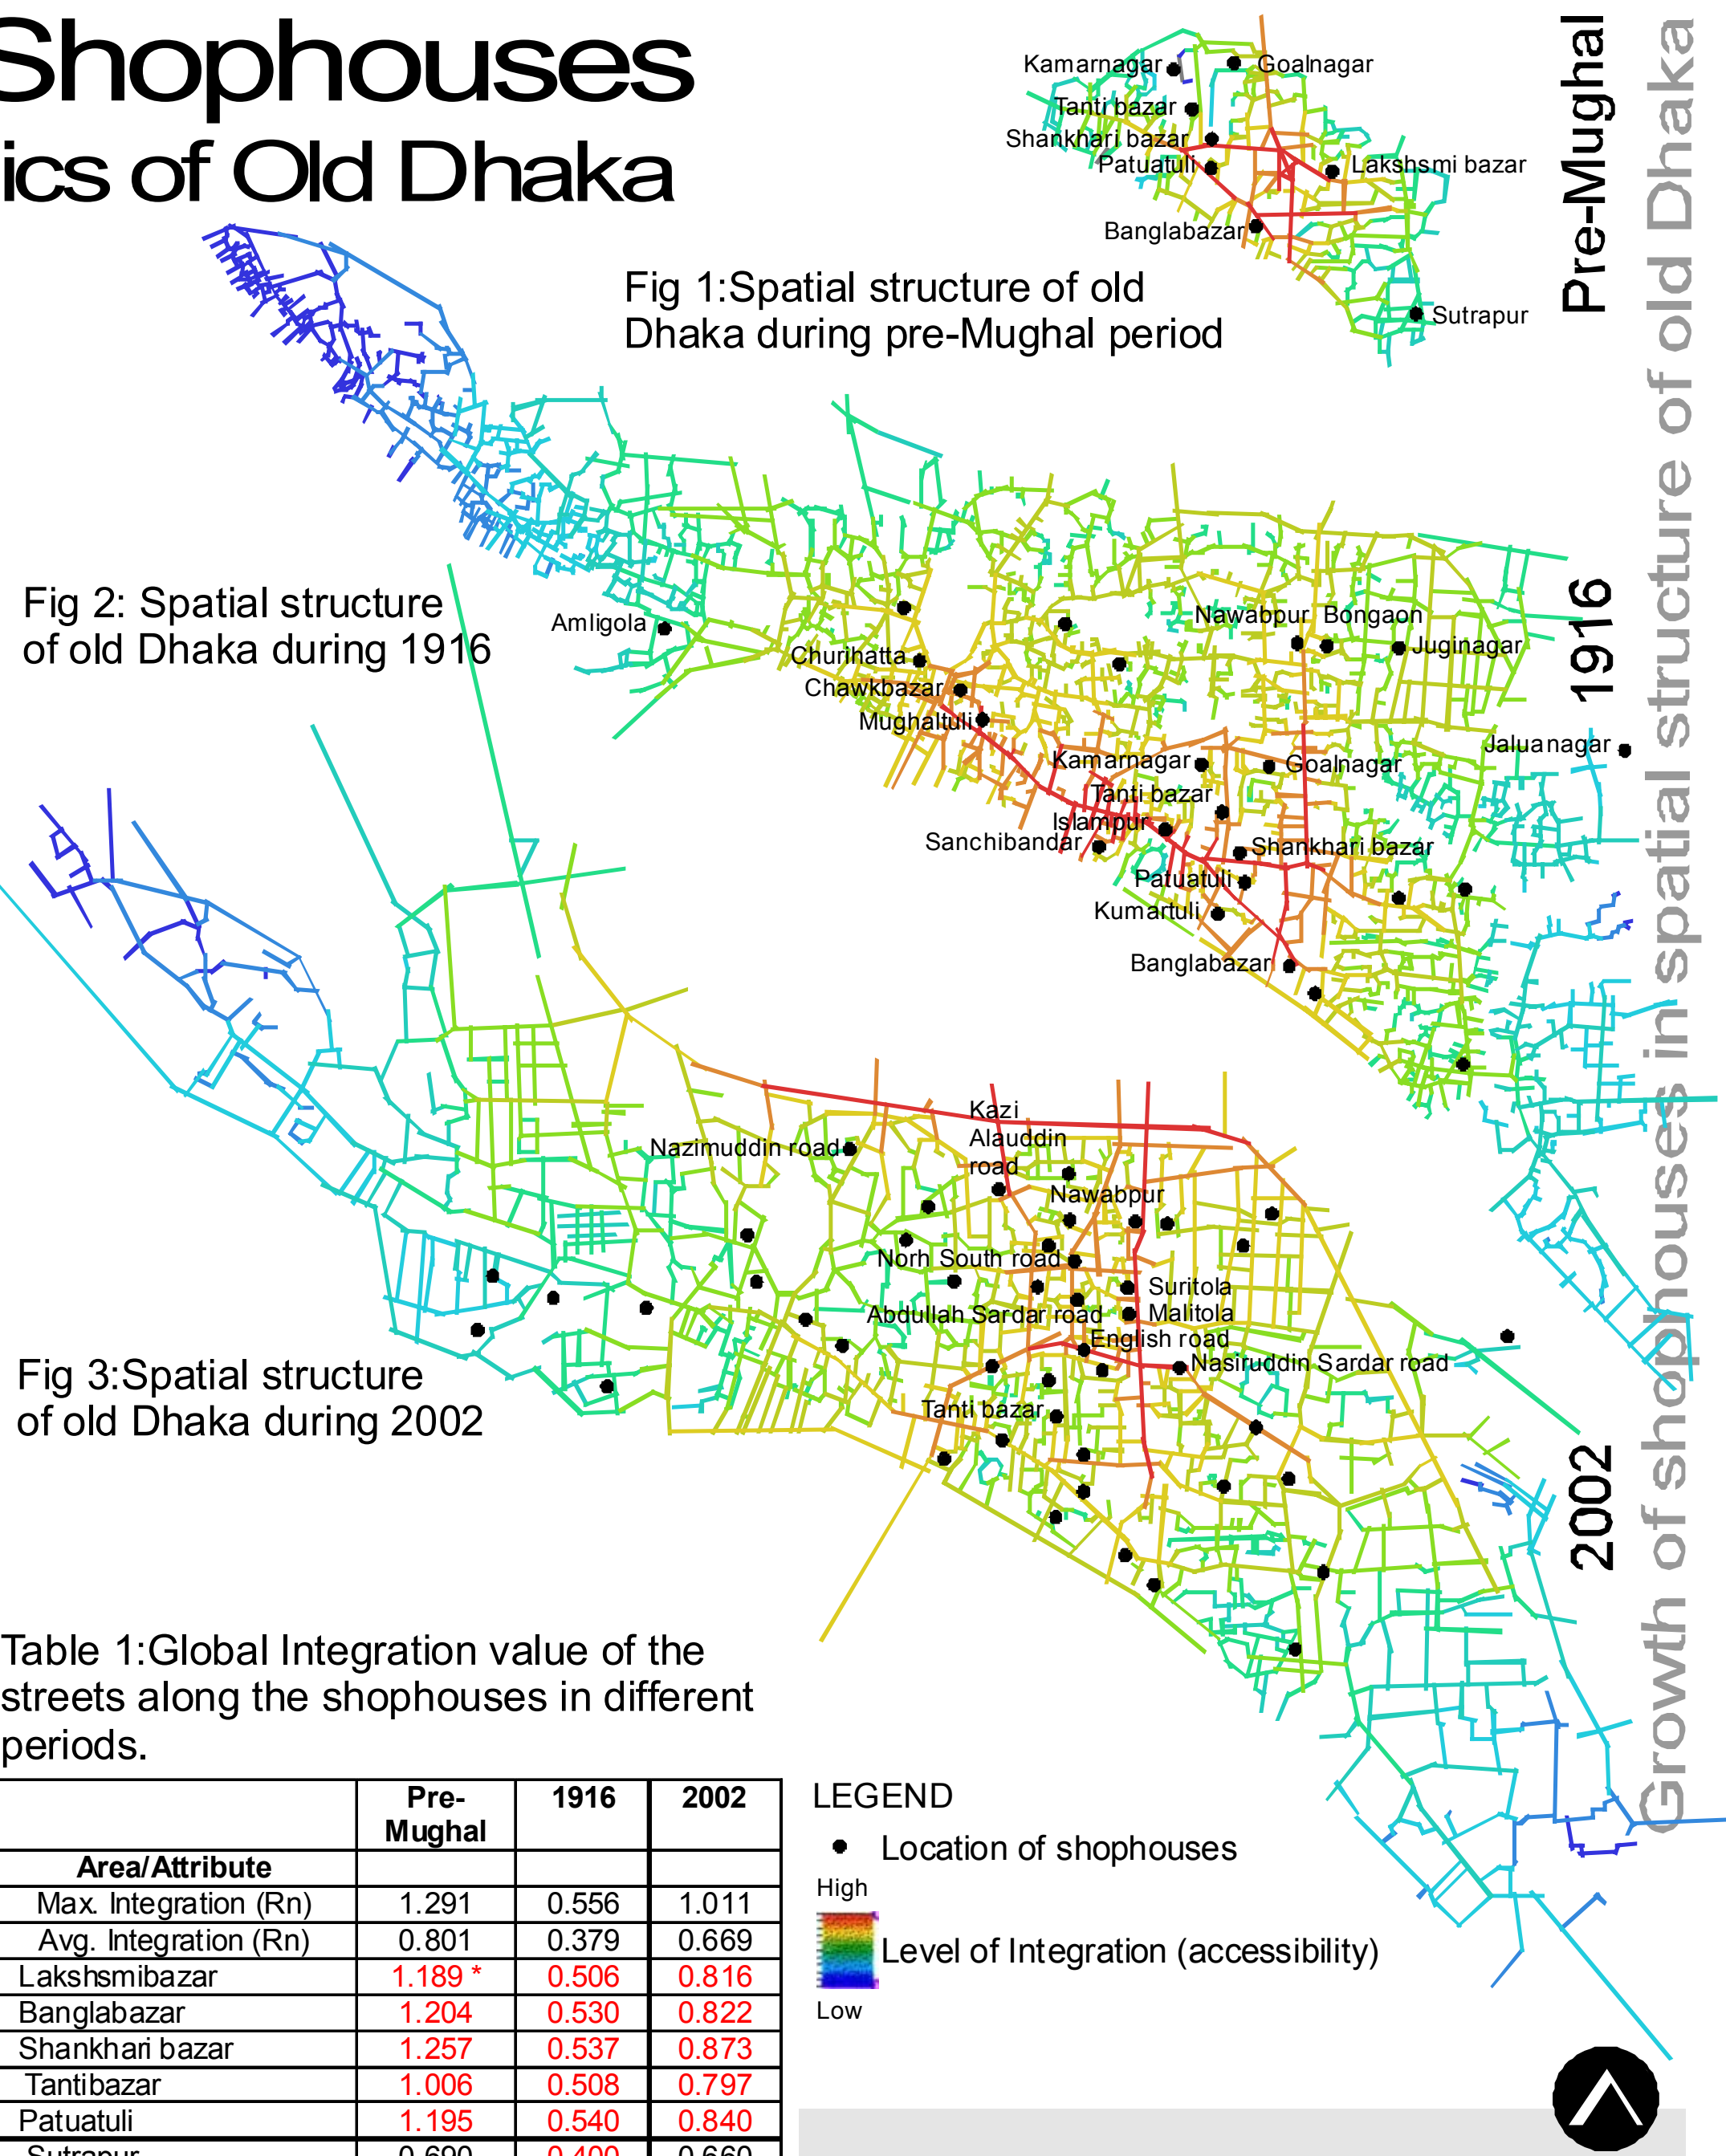 Shophouses
ics of Old Dhaka
Kamarnagar
Goalnagar
Tanti bazar
Shankhari bazar
Patuatuli
Lakshsmi bazar
Banglabazar
Sutrapur
Pre-Mughal
Growth of shophouses in spatial structure of old Dhaka
Fig 1:Spatial structure of old
Dhaka during pre-Mughal period
Fig 2: Spatial structure
of old Dhaka during 1916
1916
Amligola
Churihatta
Chawkbazar
Mughaltuli
Nawabpur
Bongaon
Juginagar
Jaluanagar
Kamarnagar
Goalnagar
Tanti bazar
Islampur
Sanchibandar
Shankhari bazar
Patuatuli
Kumartuli
Banglabazar
Kazi
Alauddin
road
Nazimuddin road
Nawabpur
Norh South road
Suritola
Abdullah Sardar road
Malitola
English road
Nasiruddin Sardar road
Tanti bazar
Fig 3:Spatial structure
of old Dhaka during 2002
2002
Table 1:Global Integration value of the
streets along the shophouses in different
periods.
Pre-
Mughal
1916
2002
Area/Attribute
Max. Integration (Rn) 1.291 0.556 1.011
Avg. Integration (Rn) 0.801 0.379 0.669
Lakshsmibazar 1.189 * 0.506 0.816
Banglabazar 1.204 0.530 0.822
Shankhari bazar 1.257 0.537 0.873
Tantibazar 1.006 0.508 0.797
Patuatuli 1.195 0.540 0.840
Sutrapur 0.690 0.400 0.660
LEGEND
Location of shophouses
High
Level of Integration (accessibility)
Low